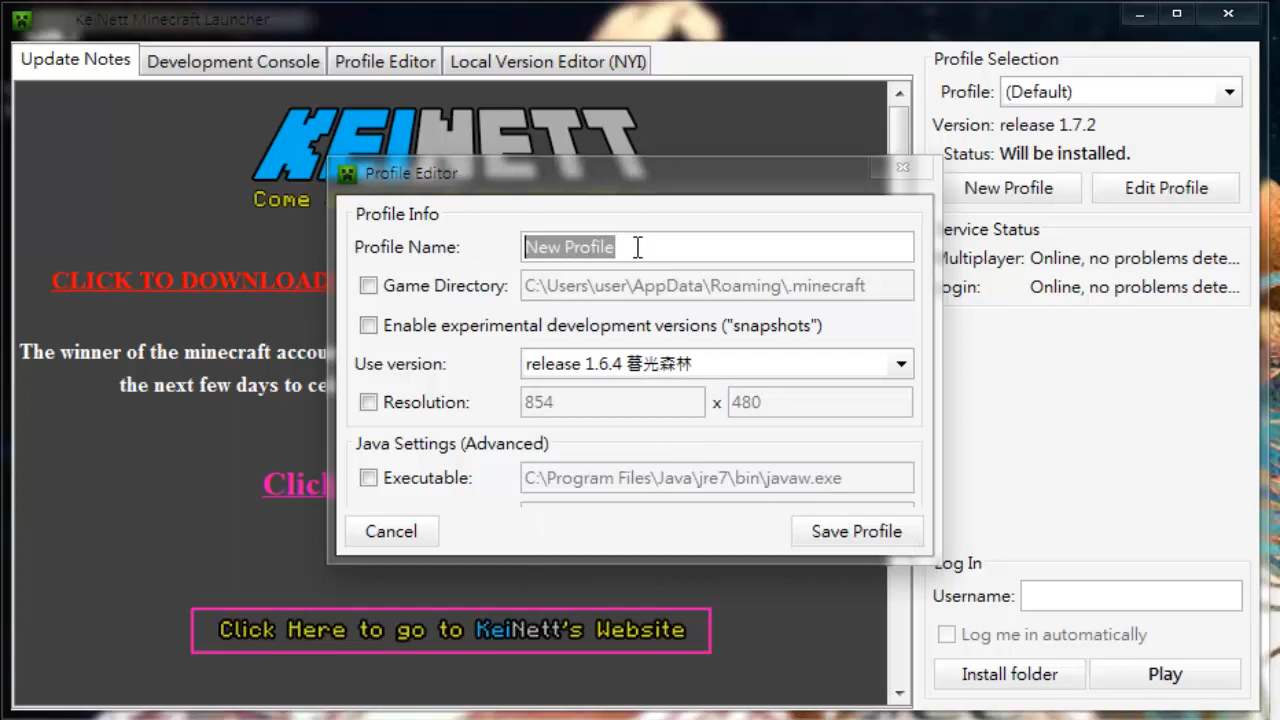 KeiNett Minecraft Launcher
Update Notes
Development Console
Profile Editor
Local Version Editor (NYI)
KEINETT
Come
CLICK TO DOWNLOAD
The winner of the minecraft accou
the next few days to ce
Clic
Click Here to go to KeiNett's Website
Profile Editor
Profile Info
Profile Name:
New Profile
Game Directory:
C:\Users\user\AppData\Roaming\.minecraft
Enable experimental development versions ("snapshots")
Use version:
release 1.6.4 暮光森林
Resolution:
854
x
480
Java Settings (Advanced)
Executable:
C:\Program Files\Java\jre7\bin\javaw.exe
Cancel
Save Profile
Profile Selection
Profile:
(Default)
Version: release 1.7.2
Status: Will be installed.
New Profile
Edit Profile
ervice Status
Multiplayer: Online, no problems dete...
ogin: Online, no problems dete...
Log In
Username:
Log me in automatically
Install folder
Play